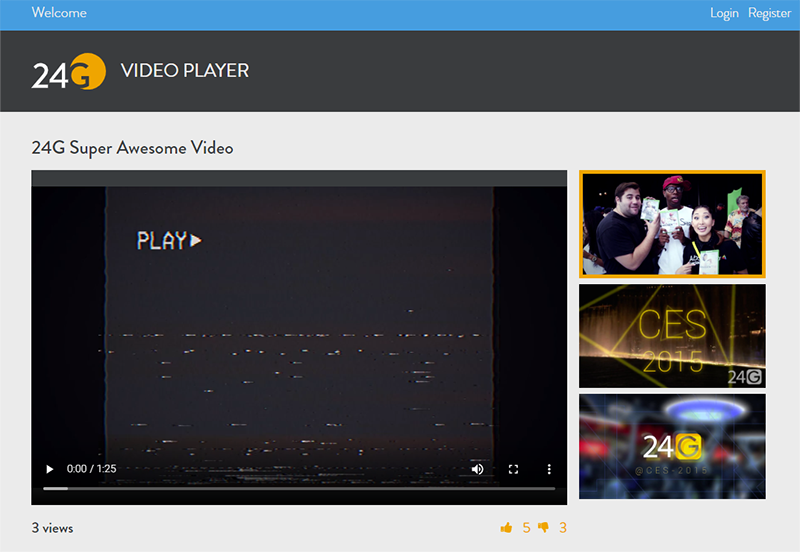 Welcome
Login Register
24G VIDEO PLAYER
24G Super Awesome Video
PLAY
0:00 / 1:25
CES
2015
24G
24G
@CES-2015
3 views
5 3